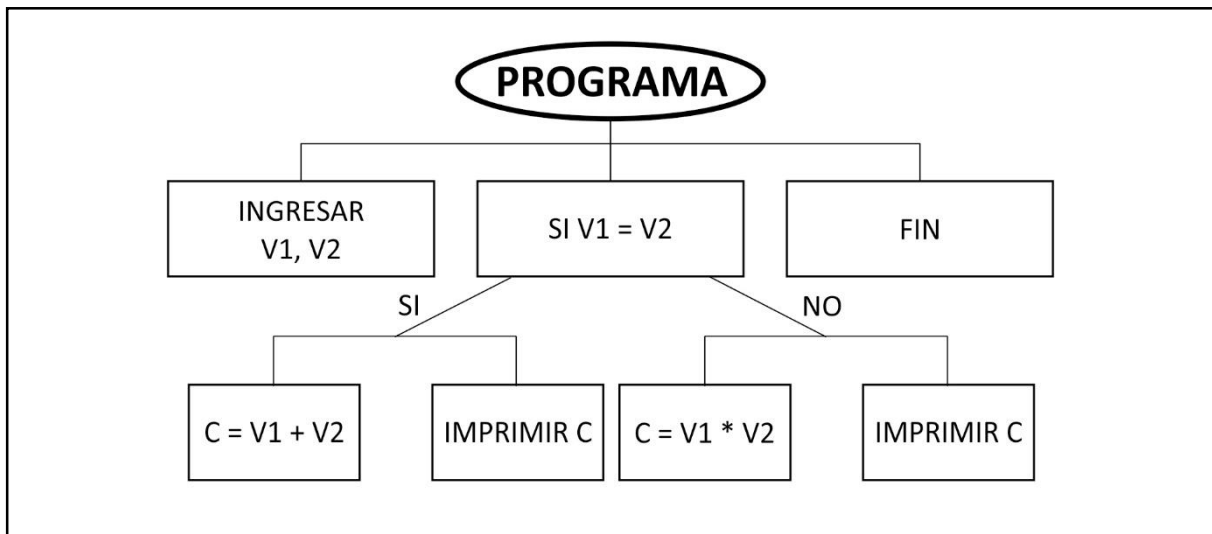 PROGRAMA
INGRESAR
V1, V2
SI V1 = V2
FIN
SI
NO
C = V1 + V2
IMPRIMIR C
C = V1 * V2
IMPRIMIR C